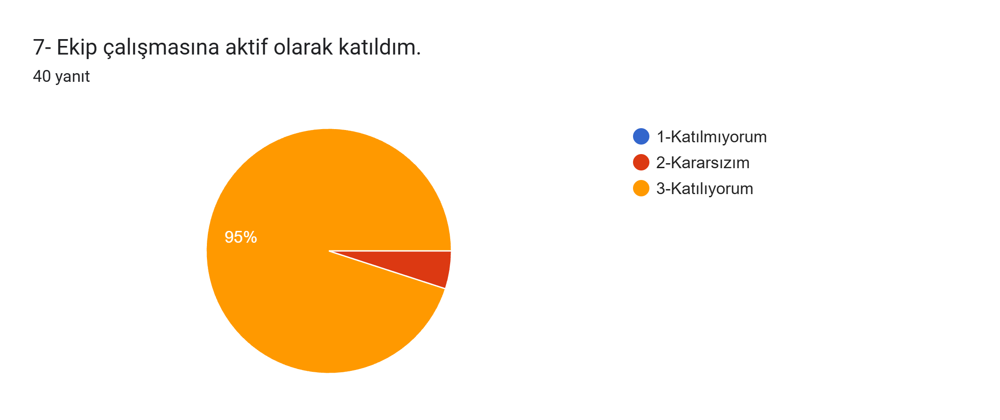 7- Ekip çalışmasına aktif olarak katıldım.
40 yanıt
1-Katılmıyorum
2-Kararsızım
3-Katılıyorum
95%